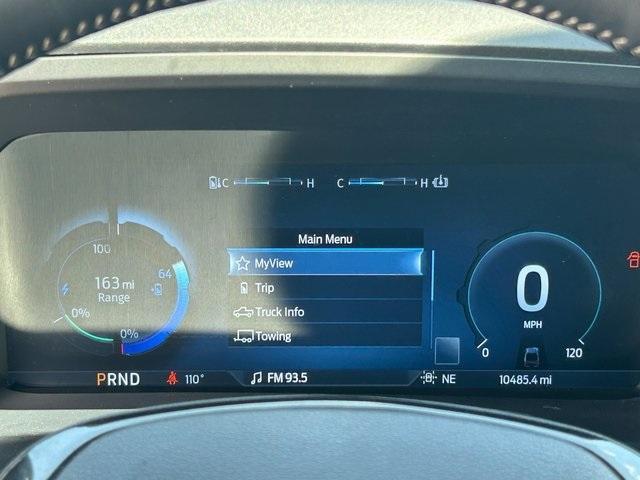 C H C H
Main Menu
MyView
Trip
Truck Info
Towing
100
163 mi
Range
64
0%
0%
0
MPH
0 120
PRND 110° FM 93.5 NE 10485.4 mi